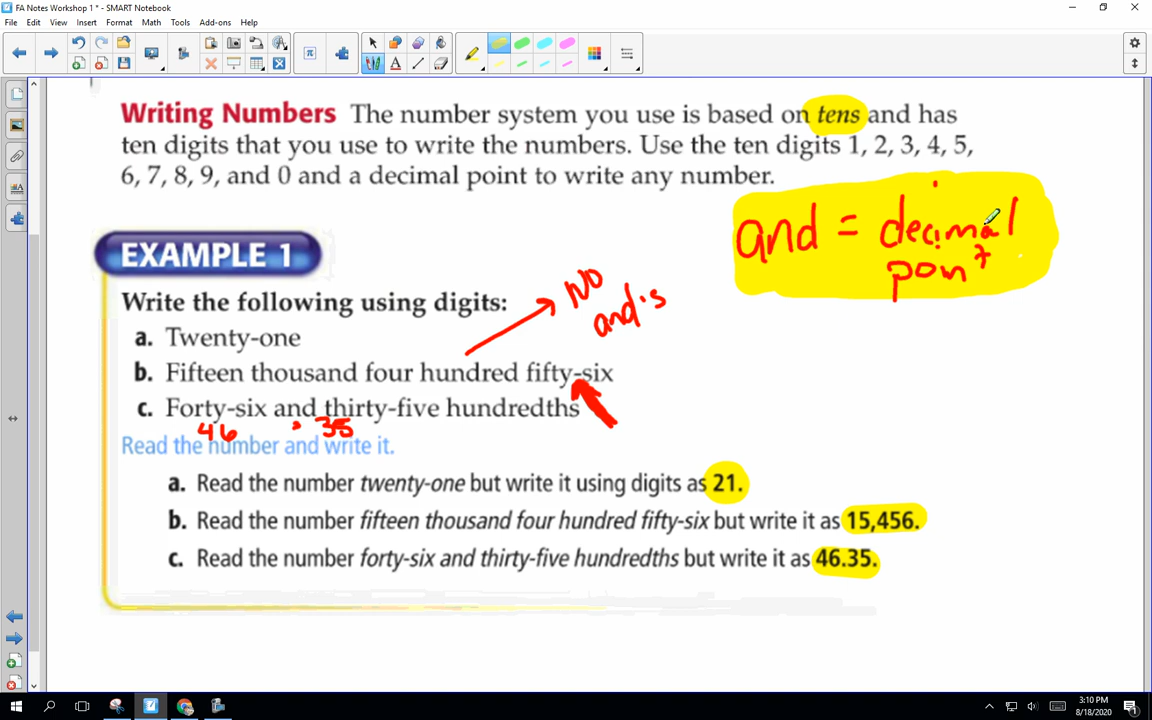 FA Notes Workshop 1 * - SMART Notebook
File Edit View Insert Format Math Tools Add-ons Help
Writing Numbers The number system you use is based on tens and has
ten digits that you use to write the numbers. Use the ten digits 1, 2, 3, 4, 5,
6, 7, 8, 9, and 0 and a decimal point to write any number.
and = decimal
point
EXAMPLE 1
No
and's
Write the following using digits:
a. Twenty-one
b. Fifteen thousand four hundred fifty-six
c. Forty-six and thirty-five hundredths
46 . 35
Read the number and write it.
a. Read the number twenty-one but write it using digits as 21.
b. Read the number fifteen thousand four hundred fifty-six but write it as 15,456.
c. Read the number forty-six and thirty-five hundredths but write it as 46.35.
3:10 PM
8/18/2020